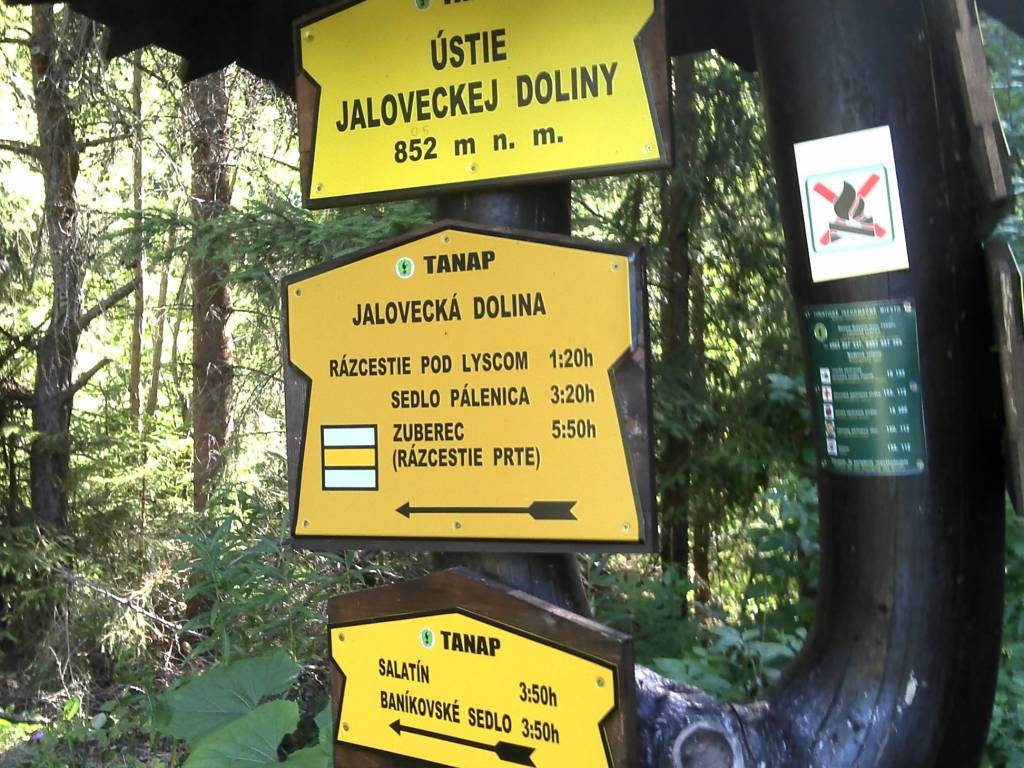 ÚSTIE
JALOVECKEJ DOLINY
852 m n. m.
TANAP
JALOVECKÁ DOLINA
RÁZCESTIE POD LYSCOM 1:20h
SEDLO PÁLENICA 3:20h
ZUBEREC 5:50h
(RÁZCESTIE PRTE)
TANAP
SALATÍN 3:50h
BANÍKOVSKÉ SEDLO 3:50h